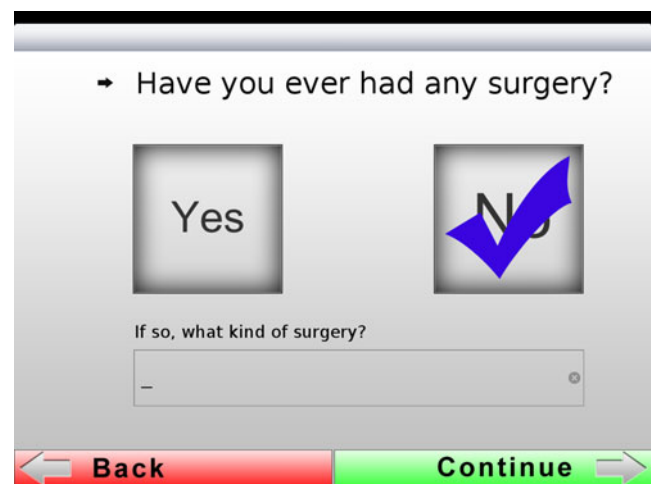 Have you ever had any surgery?
Yes
No
If so, what kind of surgery?
_
Back
Continue